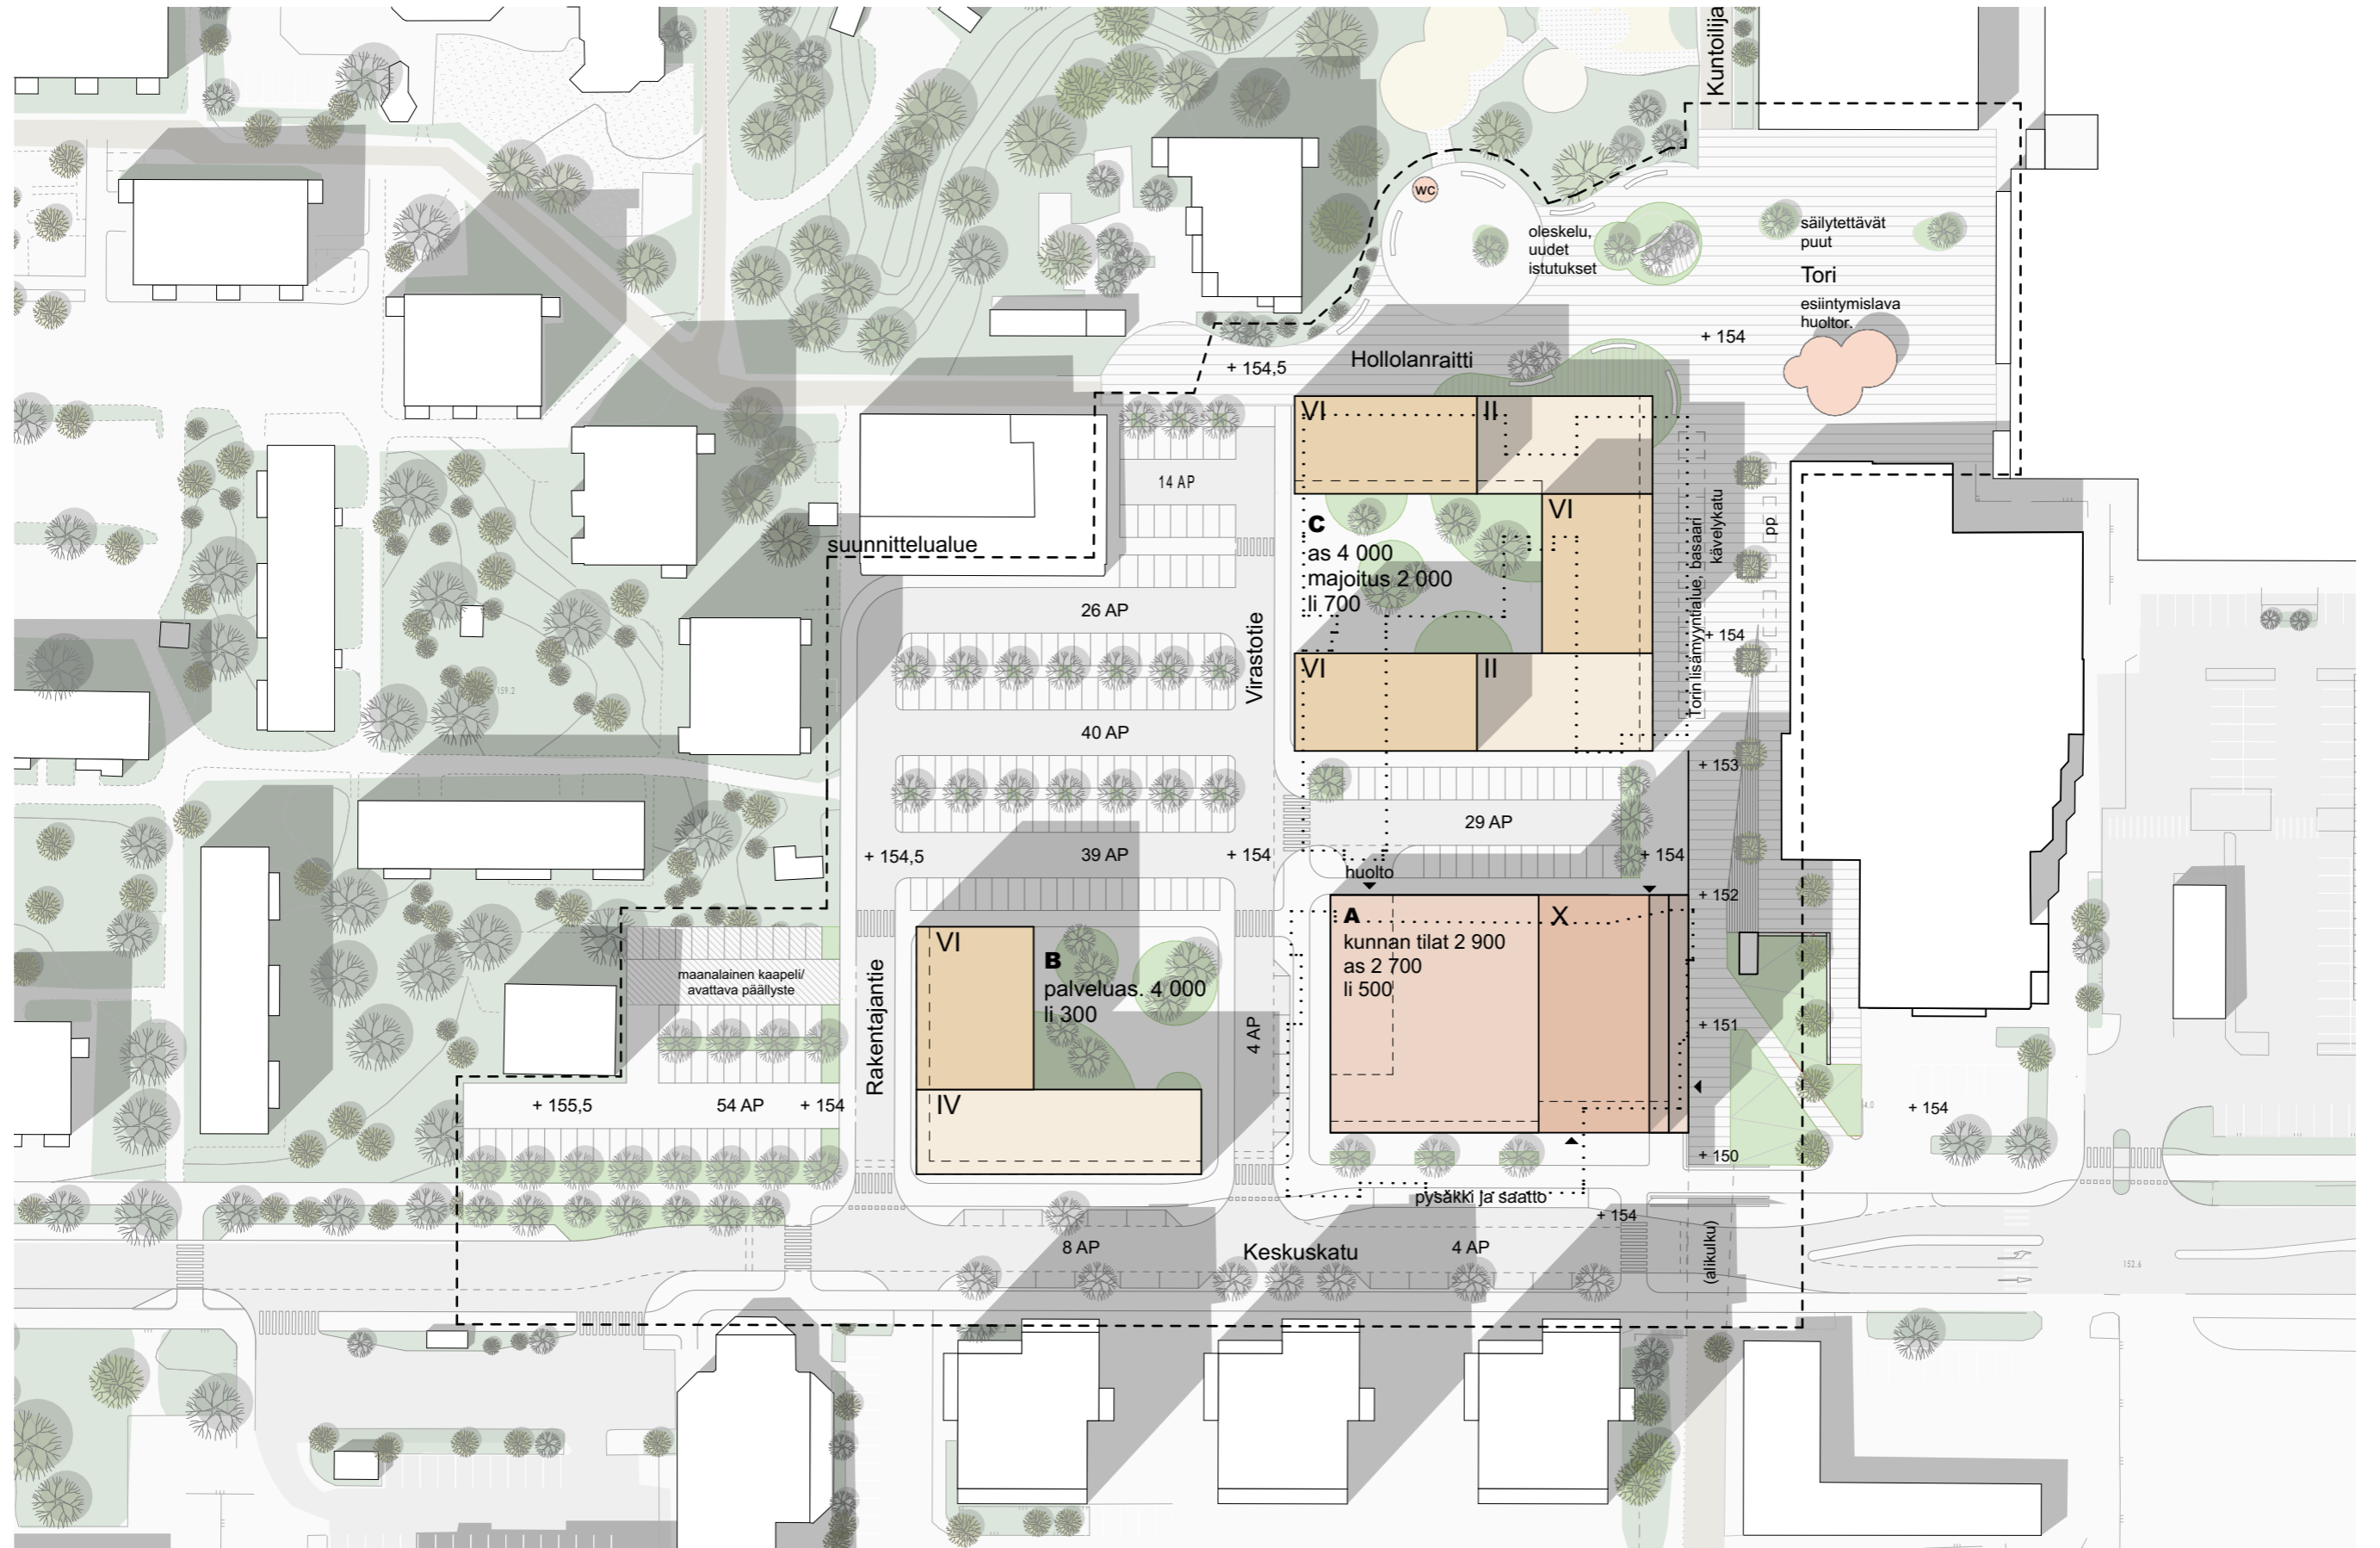 Kuntoilija
WC
oleskelu,
uudet
istutukset
säilytettävät
puut
Tori
esiintymislava
huoltor.
+ 154
Hollolanraitti
+ 154,5
VI
II
14 AP
C
as 4 000
majoitus 2 000
li 700
VI
Torin lisämyyntialue, basaari
kävelykatu
pp
suunnittelualue
26 AP
Virastotie
+ 154
VI
II
159.2
40 AP
+ 153
29 AP
+ 154,5
39 AP
+ 154
+ 154
huolto
+ 152
A
kunnan tilat 2 900
as 2 700
li 500
X
VI
B
palveluas. 4 000
li 300
maanalainen kaapeli/
avattava päällyste
Rakentajantie
4 AP
+ 151
IV
+ 155,5
54 AP
+ 154
+ 154
+ 150
pysäkki ja saatto
+ 154
8 AP
Keskuskatu
4 AP
(alikulku)
152.6